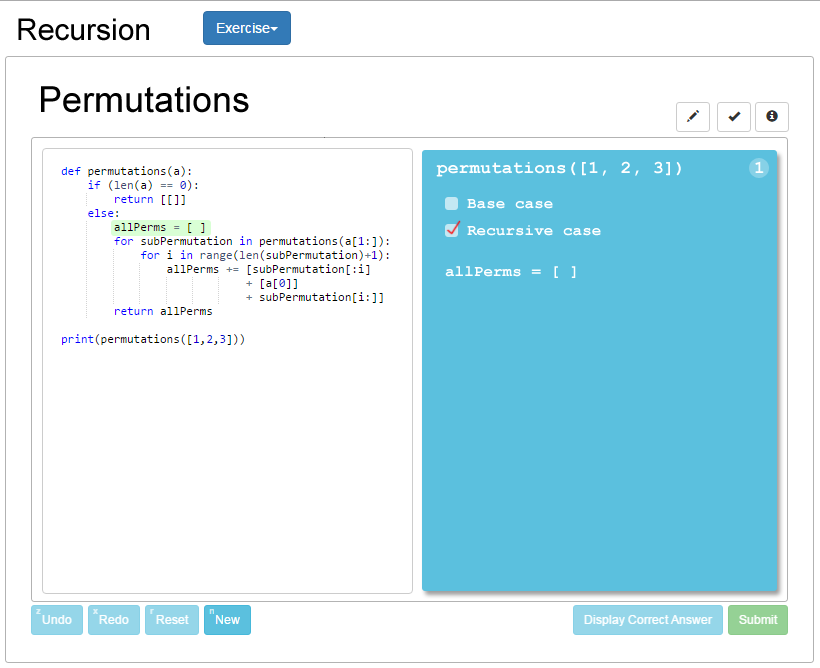 Recursion
Exercise
Permutations
def permutations(a):
if (len(a) == 0):
return [[]]
else:
allPerms = [ ]
for subPermutation in permutations(a[1:]):
for i in range(len(subPermutation)+1):
allPerms += [subPermutation[:i]
+ [a[0]]
+ subPermutation[i:]]
return allPerms
print(permutations([1,2,3]))
permutations([1, 2, 3])
1
Base case
Recursive case
allPerms = [ ]
z Undo
x Redo
r Reset
n New
Display Correct Answer
Submit